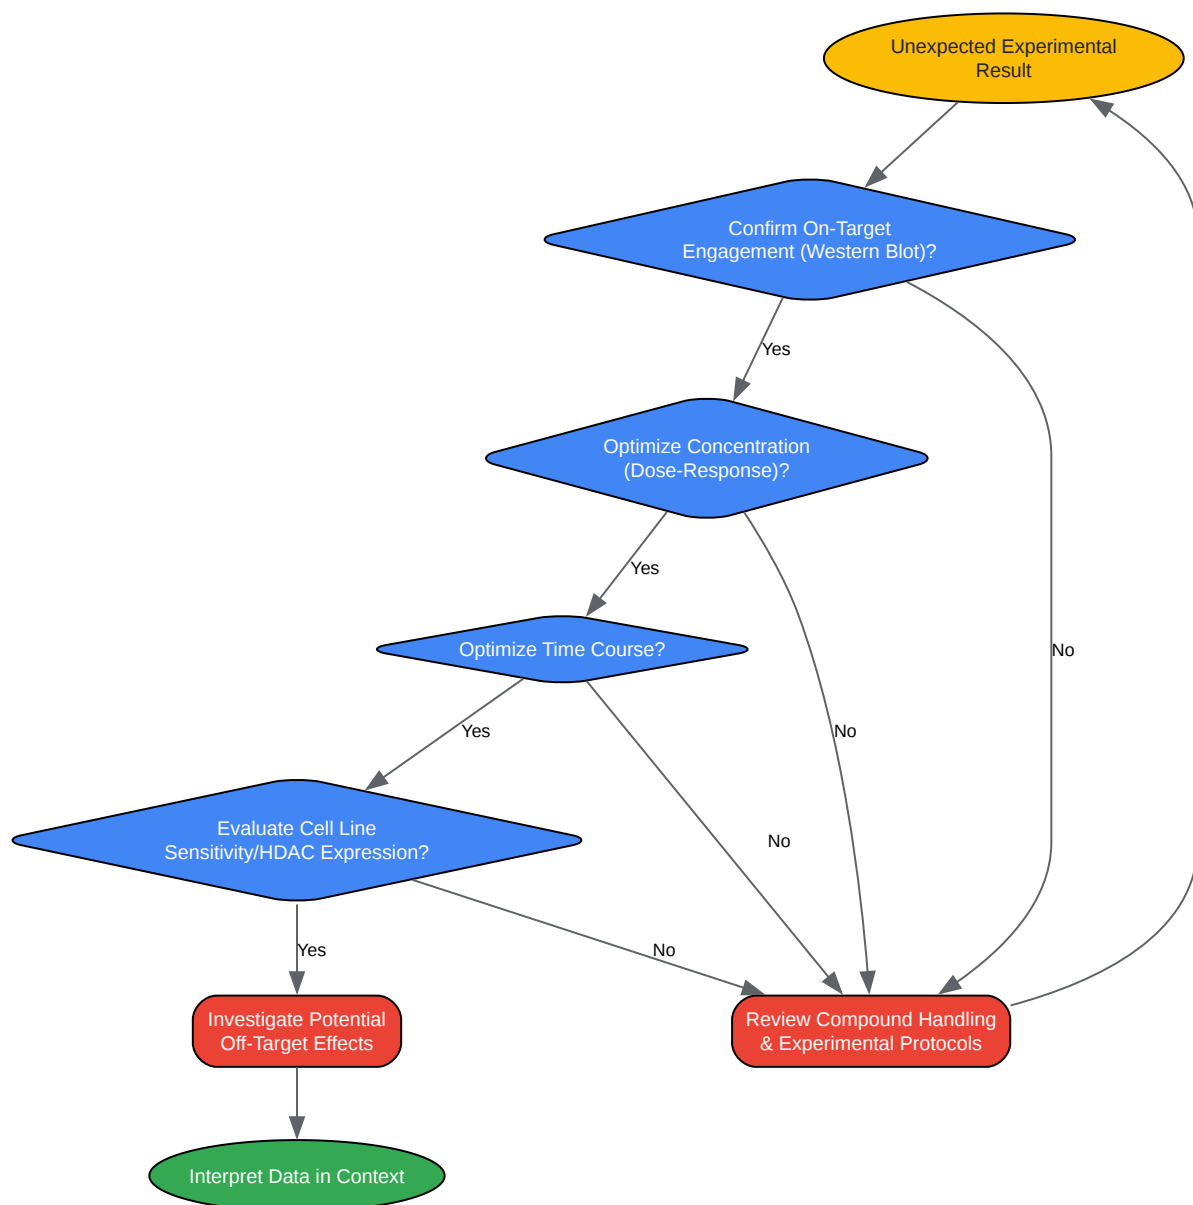 Unexpected Experimental
Result
Confirm On-Target
Engagement (Western Blot)?
Yes
Optimize Concentration
(Dose-Response)?
Yes
Optimize Time Course?
No
Yes
No
Evaluate Cell Line
Sensitivity/HDAC Expression?
No
Yes
No
Investigate Potential
Off-Target Effects
Review Compound Handling
& Experimental Protocols
Interpret Data in Context